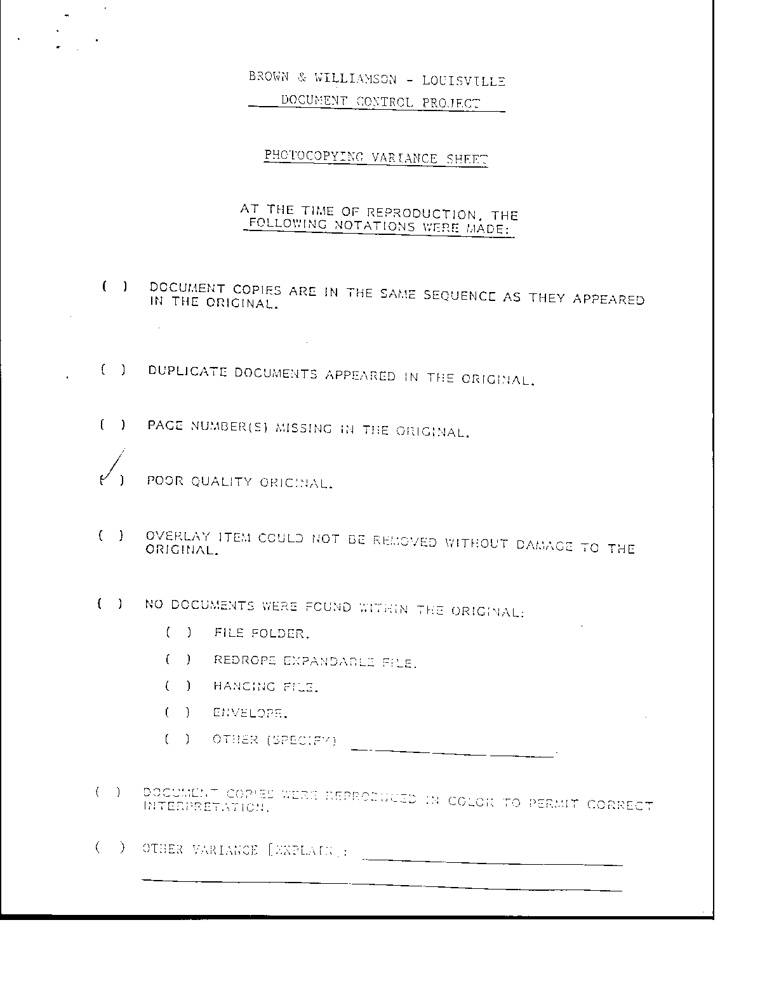 BROWN & WILLIAMSON - LOUISVILLE
DOCUMENT CONTROL PROJECT
PHOTOCOPYING VARIANCE SHEET
AT THE TIME OF REPRODUCTION, THE
FOLLOWING NOTATIONS WERE MADE:
( ) DOCUMENT COPIES ARE IN THE SAME SEQUENCE AS THEY APPEARED
IN THE ORIGINAL.
( ) DUPLICATE DOCUMENTS APPEARED IN THE ORIGINAL.
( ) PAGE NUMBER(S) MISSING IN THE ORIGINAL.
(✓) POOR QUALITY ORIGINAL.
( ) OVERLAY ITEM COULD NOT BE REMOVED WITHOUT DAMAGE TO THE
ORIGINAL.
( ) NO DOCUMENTS WERE FOUND WITHIN THE ORIGINAL:
( ) FILE FOLDER.
( ) REDROPE EXPANDABLE FILE.
( ) HANGING FILE.
( ) ENVELOPE.
( ) OTHER (SPECIFY)
( ) DOCUMENT COPIES WERE REPRODUCED IN COLOR TO PERMIT CORRECT
INTERPRETATION.
( ) OTHER VARIANCE [EXPLAIN]: